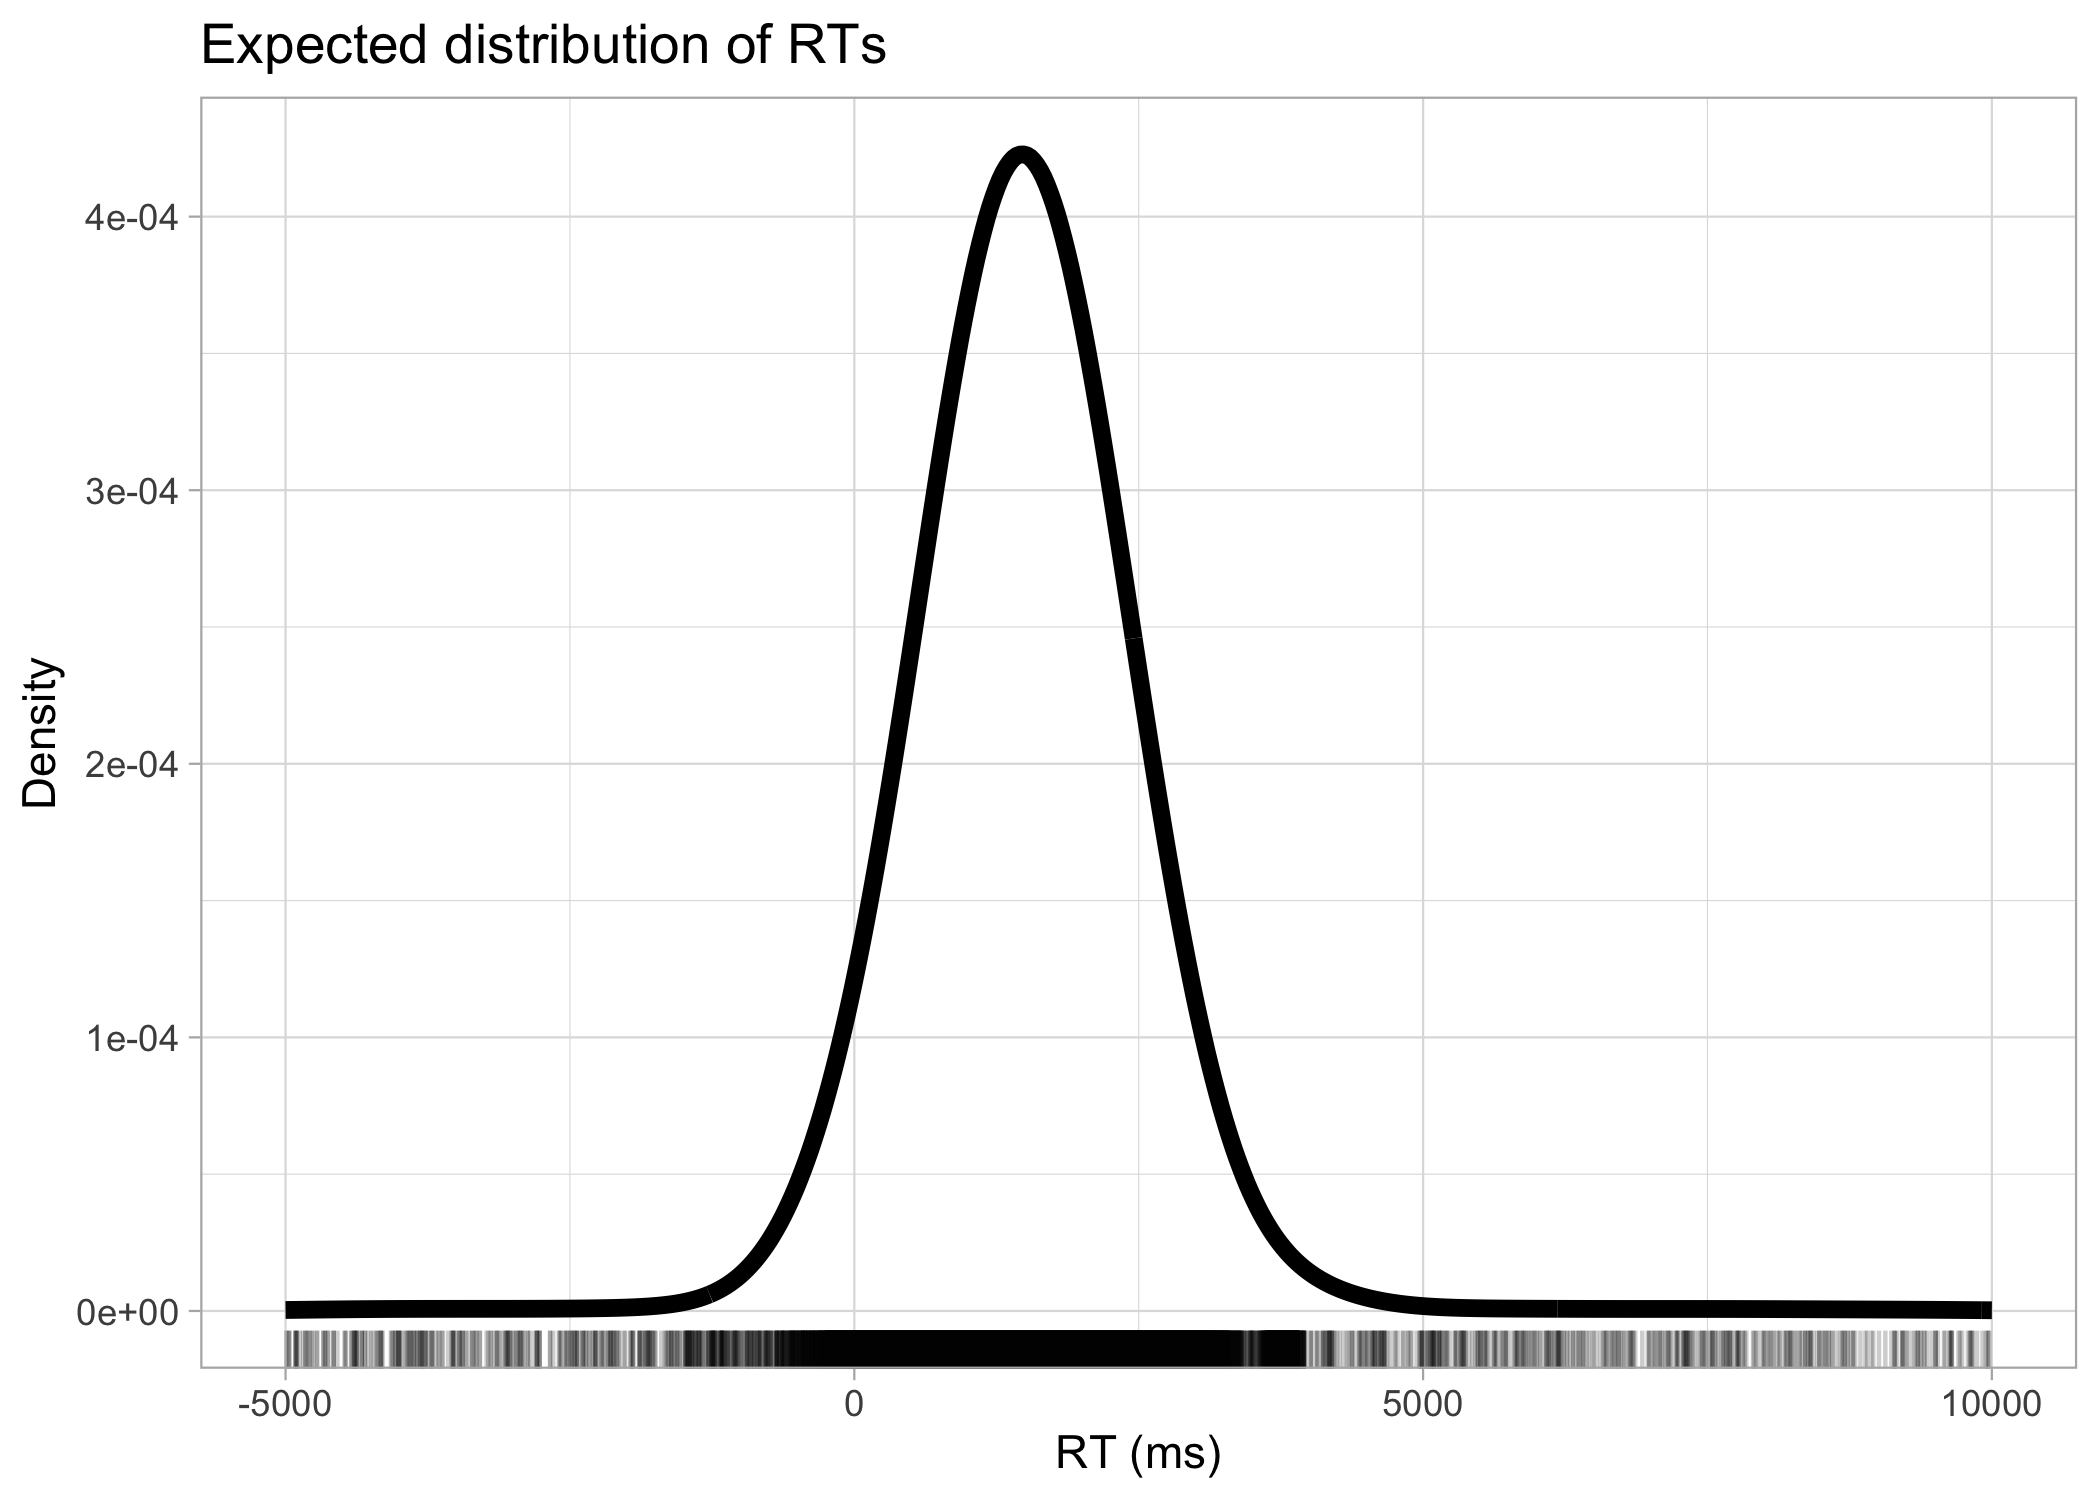 Expected distribution of RTs
4e-04
3e-04
2e-04
1e-04
0e+00
Density
-5000 0 5000 10000
RT (ms)